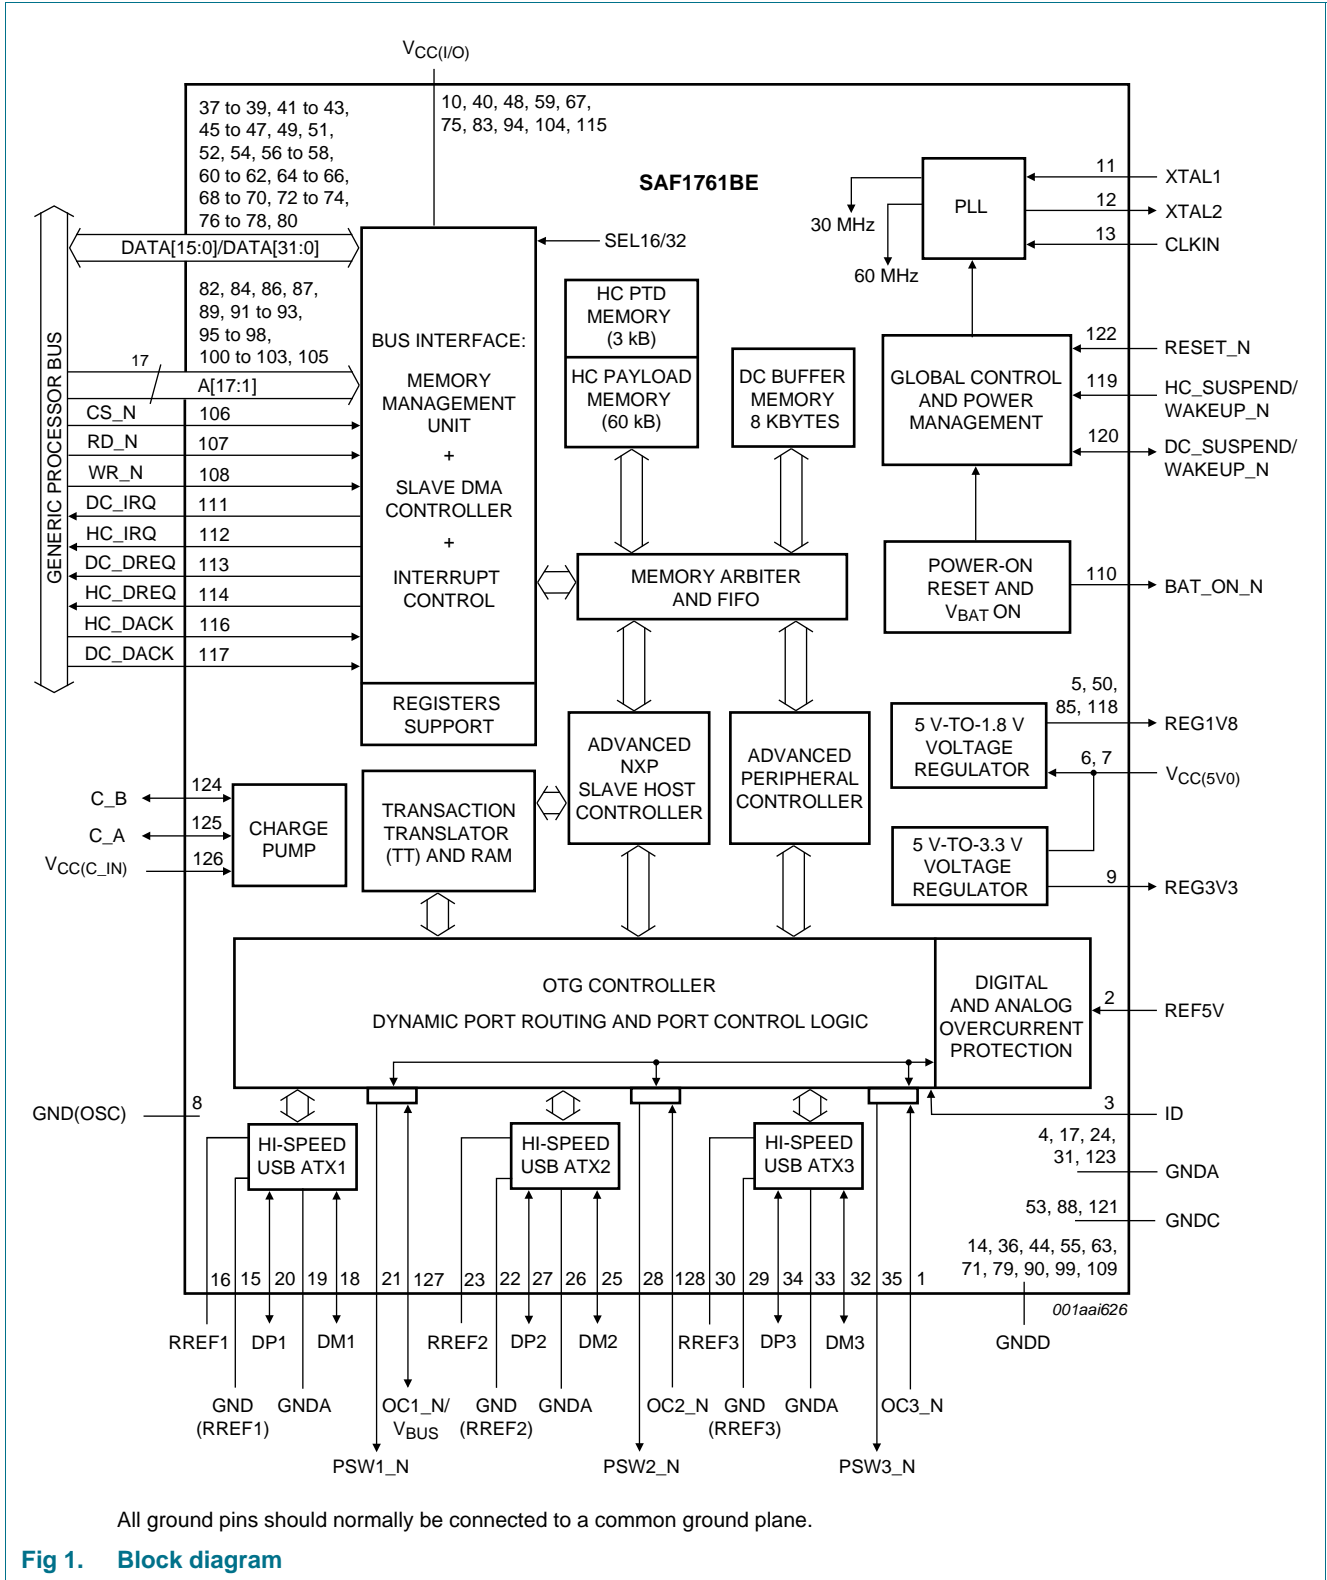 VCC(I/O)
37 to 39, 41 to 43,
45 to 47, 49, 51,
52, 54, 56 to 58,
60 to 62, 64 to 66,
68 to 70, 72 to 74,
76 to 78, 80
10, 40, 48, 59, 67,
75, 83, 94, 104, 115
SAF1761BE
DATA[15:0]/DATA[31:0]
SEL16/32
30 MHz
60 MHz
PLL
11
XTAL1
12
XTAL2
13
CLKIN
82, 84, 86, 87,
89, 91 to 93,
95 to 98,
100 to 103, 105
17
A[17:1]
GENERIC PROCESSOR BUS
CS_N
106
RD_N
107
WR_N
108
DC_IRQ
111
HC_IRQ
112
DC_DREQ
113
HC_DREQ
114
HC_DACK
116
DC_DACK
117
BUS INTERFACE:
MEMORY
MANAGEMENT
UNIT
+
SLAVE DMA
CONTROLLER
+
INTERRUPT
CONTROL
REGISTERS
SUPPORT
HC PTD
MEMORY
(3 kB)
HC PAYLOAD
MEMORY
(60 kB)
DC BUFFER
MEMORY
8 KBYTES
GLOBAL CONTROL
AND POWER
MANAGEMENT
122
RESET_N
119
HC_SUSPEND/
WAKEUP_N
120
DC_SUSPEND/
WAKEUP_N
MEMORY ARBITER
AND FIFO
POWER-ON
RESET AND
VBAT ON
110
BAT_ON_N
ADVANCED
NXP
SLAVE HOST
CONTROLLER
ADVANCED
PERIPHERAL
CONTROLLER
5 V-TO-1.8 V
VOLTAGE
REGULATOR
5, 50,
85, 118
REG1V8
6, 7
VCC(5V0)
5 V-TO-3.3 V
VOLTAGE
REGULATOR
9
REG3V3
C_B
124
C_A
125
VCC(C_IN)
126
CHARGE
PUMP
TRANSACTION
TRANSLATOR
(TT) AND RAM
OTG CONTROLLER
DYNAMIC PORT ROUTING AND PORT CONTROL LOGIC
DIGITAL
AND ANALOG
OVERCURRENT
PROTECTION
2
REF5V
GND(OSC)
8
3
ID
HI-SPEED
USB ATX1
HI-SPEED
USB ATX2
HI-SPEED
USB ATX3
4, 17, 24,
31, 123
GNDA
53, 88, 121
GNDC
14, 36, 44, 55, 63,
71, 79, 90, 99, 109
GNDD
16 15 20 19 18 21 127 23 22 27 26 25 28 128 30 29 34 33 32 35 1
001aai626
RREF1 DP1 DM1 RREF2 DP2 DM2 RREF3 DP3 DM3
GND
(RREF1)
GNDA
OC1_N/
VBUS
GND
(RREF2)
GNDA
OC2_N
GND
(RREF3)
GNDA
OC3_N
PSW1_N
PSW2_N
PSW3_N
All ground pins should normally be connected to a common ground plane.
Fig 1. Block diagram